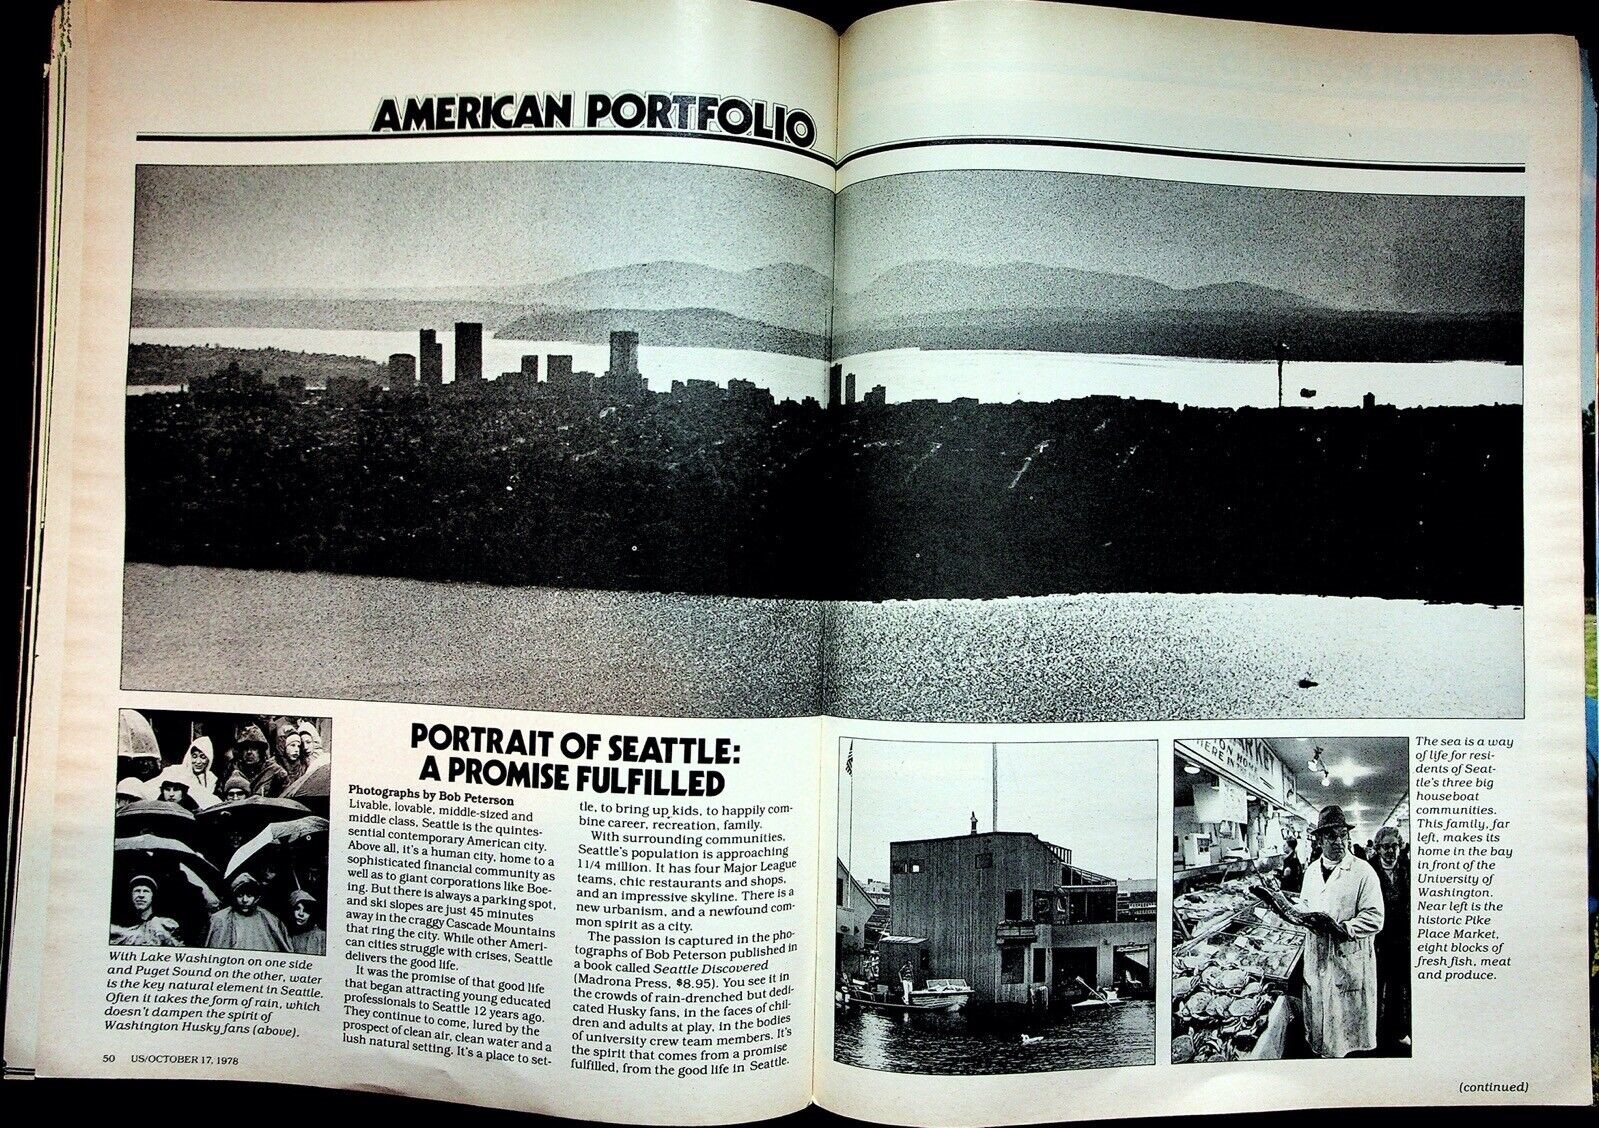 AMERICAN PORTFOLIO
PORTRAIT OF SEATTLE:
A PROMISE FULFILLED
Photographs by Bob Peterson
Livable, lovable, middle-sized and
middle class, Seattle is the quintes-
sential contemporary American city.
Above all, it's a human city, home to a
sophisticated financial community as
well as to giant corporations like Boe-
ing. But there is always a parking spot,
and ski slopes are just 45 minutes
away in the craggy Cascade Mountains
that ring the city. While other Ameri-
can cities struggle with crises, Seattle
delivers the good life.
It was the promise of that good life
that began attracting young educated
professionals to Seattle 12 years ago.
They continue to come, lured by the
prospect of clean air, clean water and a
lush natural setting. It's a place to set-
tle, to bring up kids, to happily com-
bine career, recreation, family.
With surrounding communities,
Seattle's population is approaching
1 1/4 million. It has four Major League
teams, chic restaurants and shops,
and an impressive skyline. There is a
new urbanism, and a newfound com-
mon spirit as a city.
The passion is captured in the pho-
tographs of Bob Peterson published in
a book called Seattle Discovered
(Madrona Press, $8.95). You see it in
the crowds of rain-drenched but dedi-
cated Husky fans, in the faces of chil-
dren and adults at play. In the bodies
of university crew team members. It's
the spirit that comes from a promise
fulfilled, from the good life in Seattle.
With Lake Washington on one side
and Puget Sound on the other, water
is the key natural element in Seattle.
Often it takes the form of rain, which
doesn't dampen the spirit of
Washington Husky fans (above).
50 US/OCTOBER 17, 1978
MARKET
HERE IN
The sea is a way
of life for resi-
dents of Seat-
tle's three big
houseboat
communities.
This family, far
left, makes its
home in the bay
in front of the
University of
Washington.
Near left is the
historic Pike
Place Market,
eight blocks of
fresh fish, meat
and produce.
(continued)